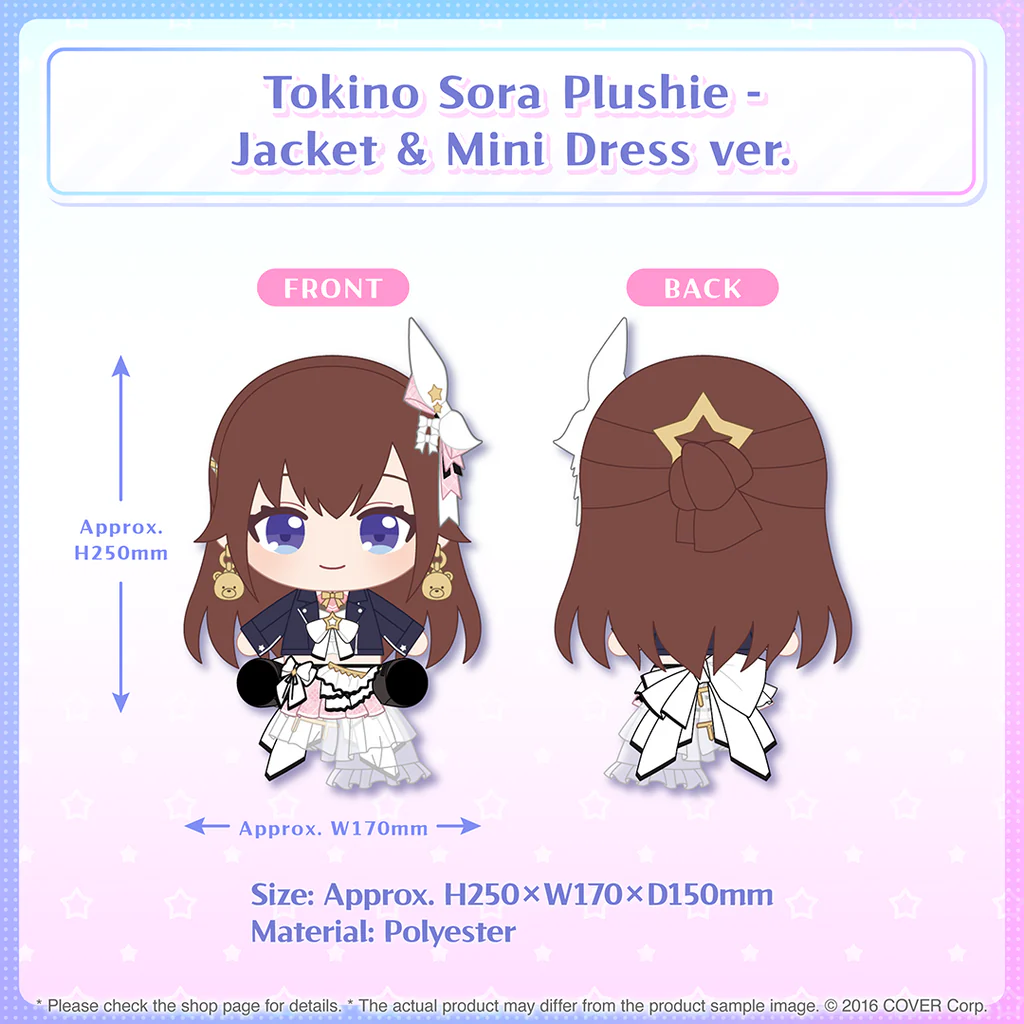 Tokino Sora Plushie -
Jacket & Mini Dress ver.
FRONT
BACK
Approx.
H250mm
Approx. W170mm
Size: Approx. H250×W170×D150mm
Material: Polyester
* Please check the shop page for details. * The actual product may differ from the product sample image. © 2016 COVER Corp.